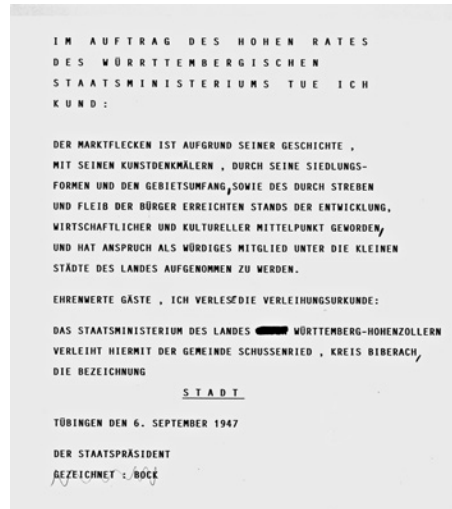 IM AUFTRAG DES HOHEN RATES
DES WÜRRTTEMBERGISCHEN
STAATSMINISTERIUMS TUE ICH
KUND:
DER MARKTFLECKEN IST AUFGRUND SEINER GESCHICHTE ,
MIT SEINEN KUNSTDENKMÄLERN , DURCH SEINE SIEDLUNGS-
FORMEN UND DEN GEBIETSUMFANG,SOWIE DES DURCH STREBEN
UND FLEIß DER BÜRGER ERREICHTEN STANDS DER ENTWICKLUNG,
WIRTSCHAFTLICHER UND KULTURELLER MITTELPUNKT GEWORDEN,
UND HAT ANSPRUCH ALS WÜRDIGES MITGLIED UNTER DIE KLEINEN
STÄDTE DES LANDES AUFGENOMMEN ZU WERDEN.
EHRENWERTE GÄSTE , ICH VERLESE DIE VERLEIHUNGSURKUNDE:
DAS STAATSMINISTERIUM DES LANDES WÜRTTEMBERG-HOHENZOLLERN
VERLEIHT HIERMIT DER GEMEINDE SCHUSSENRIED , KREIS BIBERACH,
DIE BEZEICHNUNG
STADT
TÜBINGEN DEN 6. SEPTEMBER 1947
DER STAATSPRÄSIDENT
GEZEICHNET : BOCK